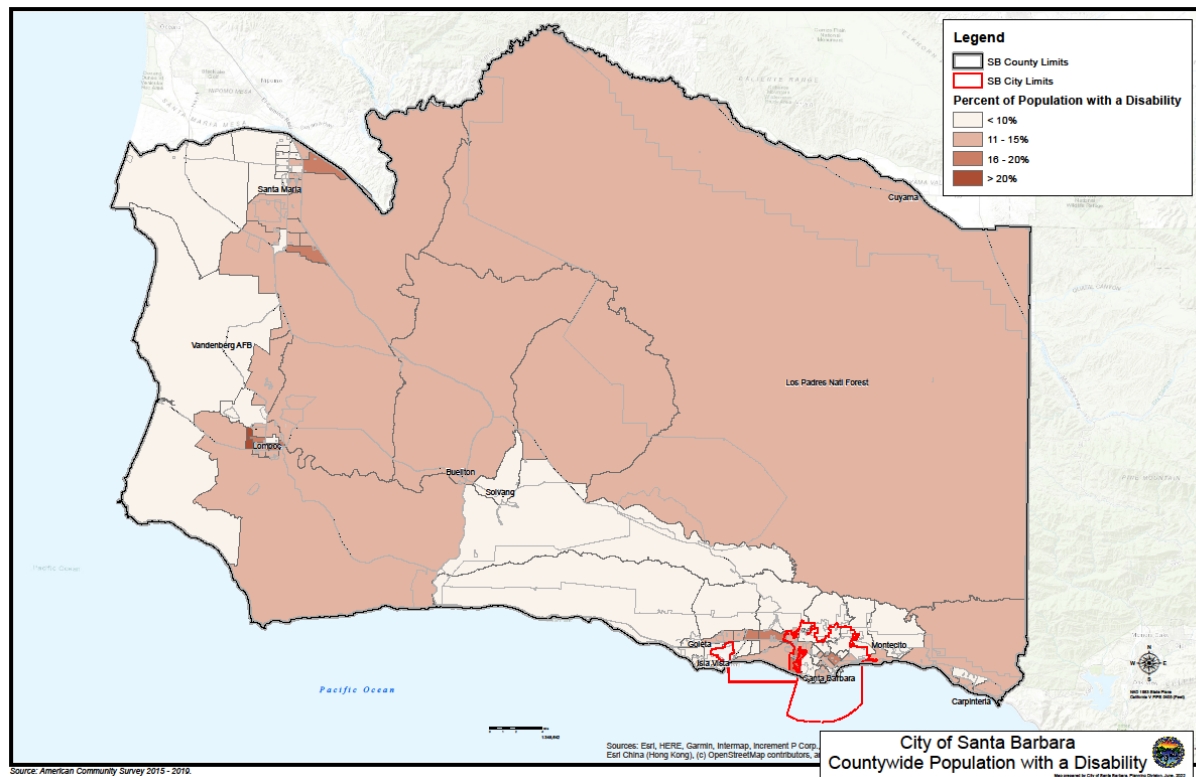 Legend
SB County Limits
SB City Limits
Percent of Population with a Disability
< 10%
11 - 15%
16 - 20%
> 20%
Santa Maria
Cuyama
Vandenberg AFB
Los Padres Natl Forest
Lompoc
Buellton
Solvang
Goleta
Montecito
Isla Vista
Santa Barbara
Carpinteria
Pacific Ocean
Pacific Ocean
N
W
E
S
Sources: Esri, HERE, Garmin, Intermap, increment P Corp.,
Esri China (Hong Kong), (c) OpenStreetMap contributors,
City of Santa Barbara
Countywide Population with a Disability
Source: American Community Survey 2015 - 2019.